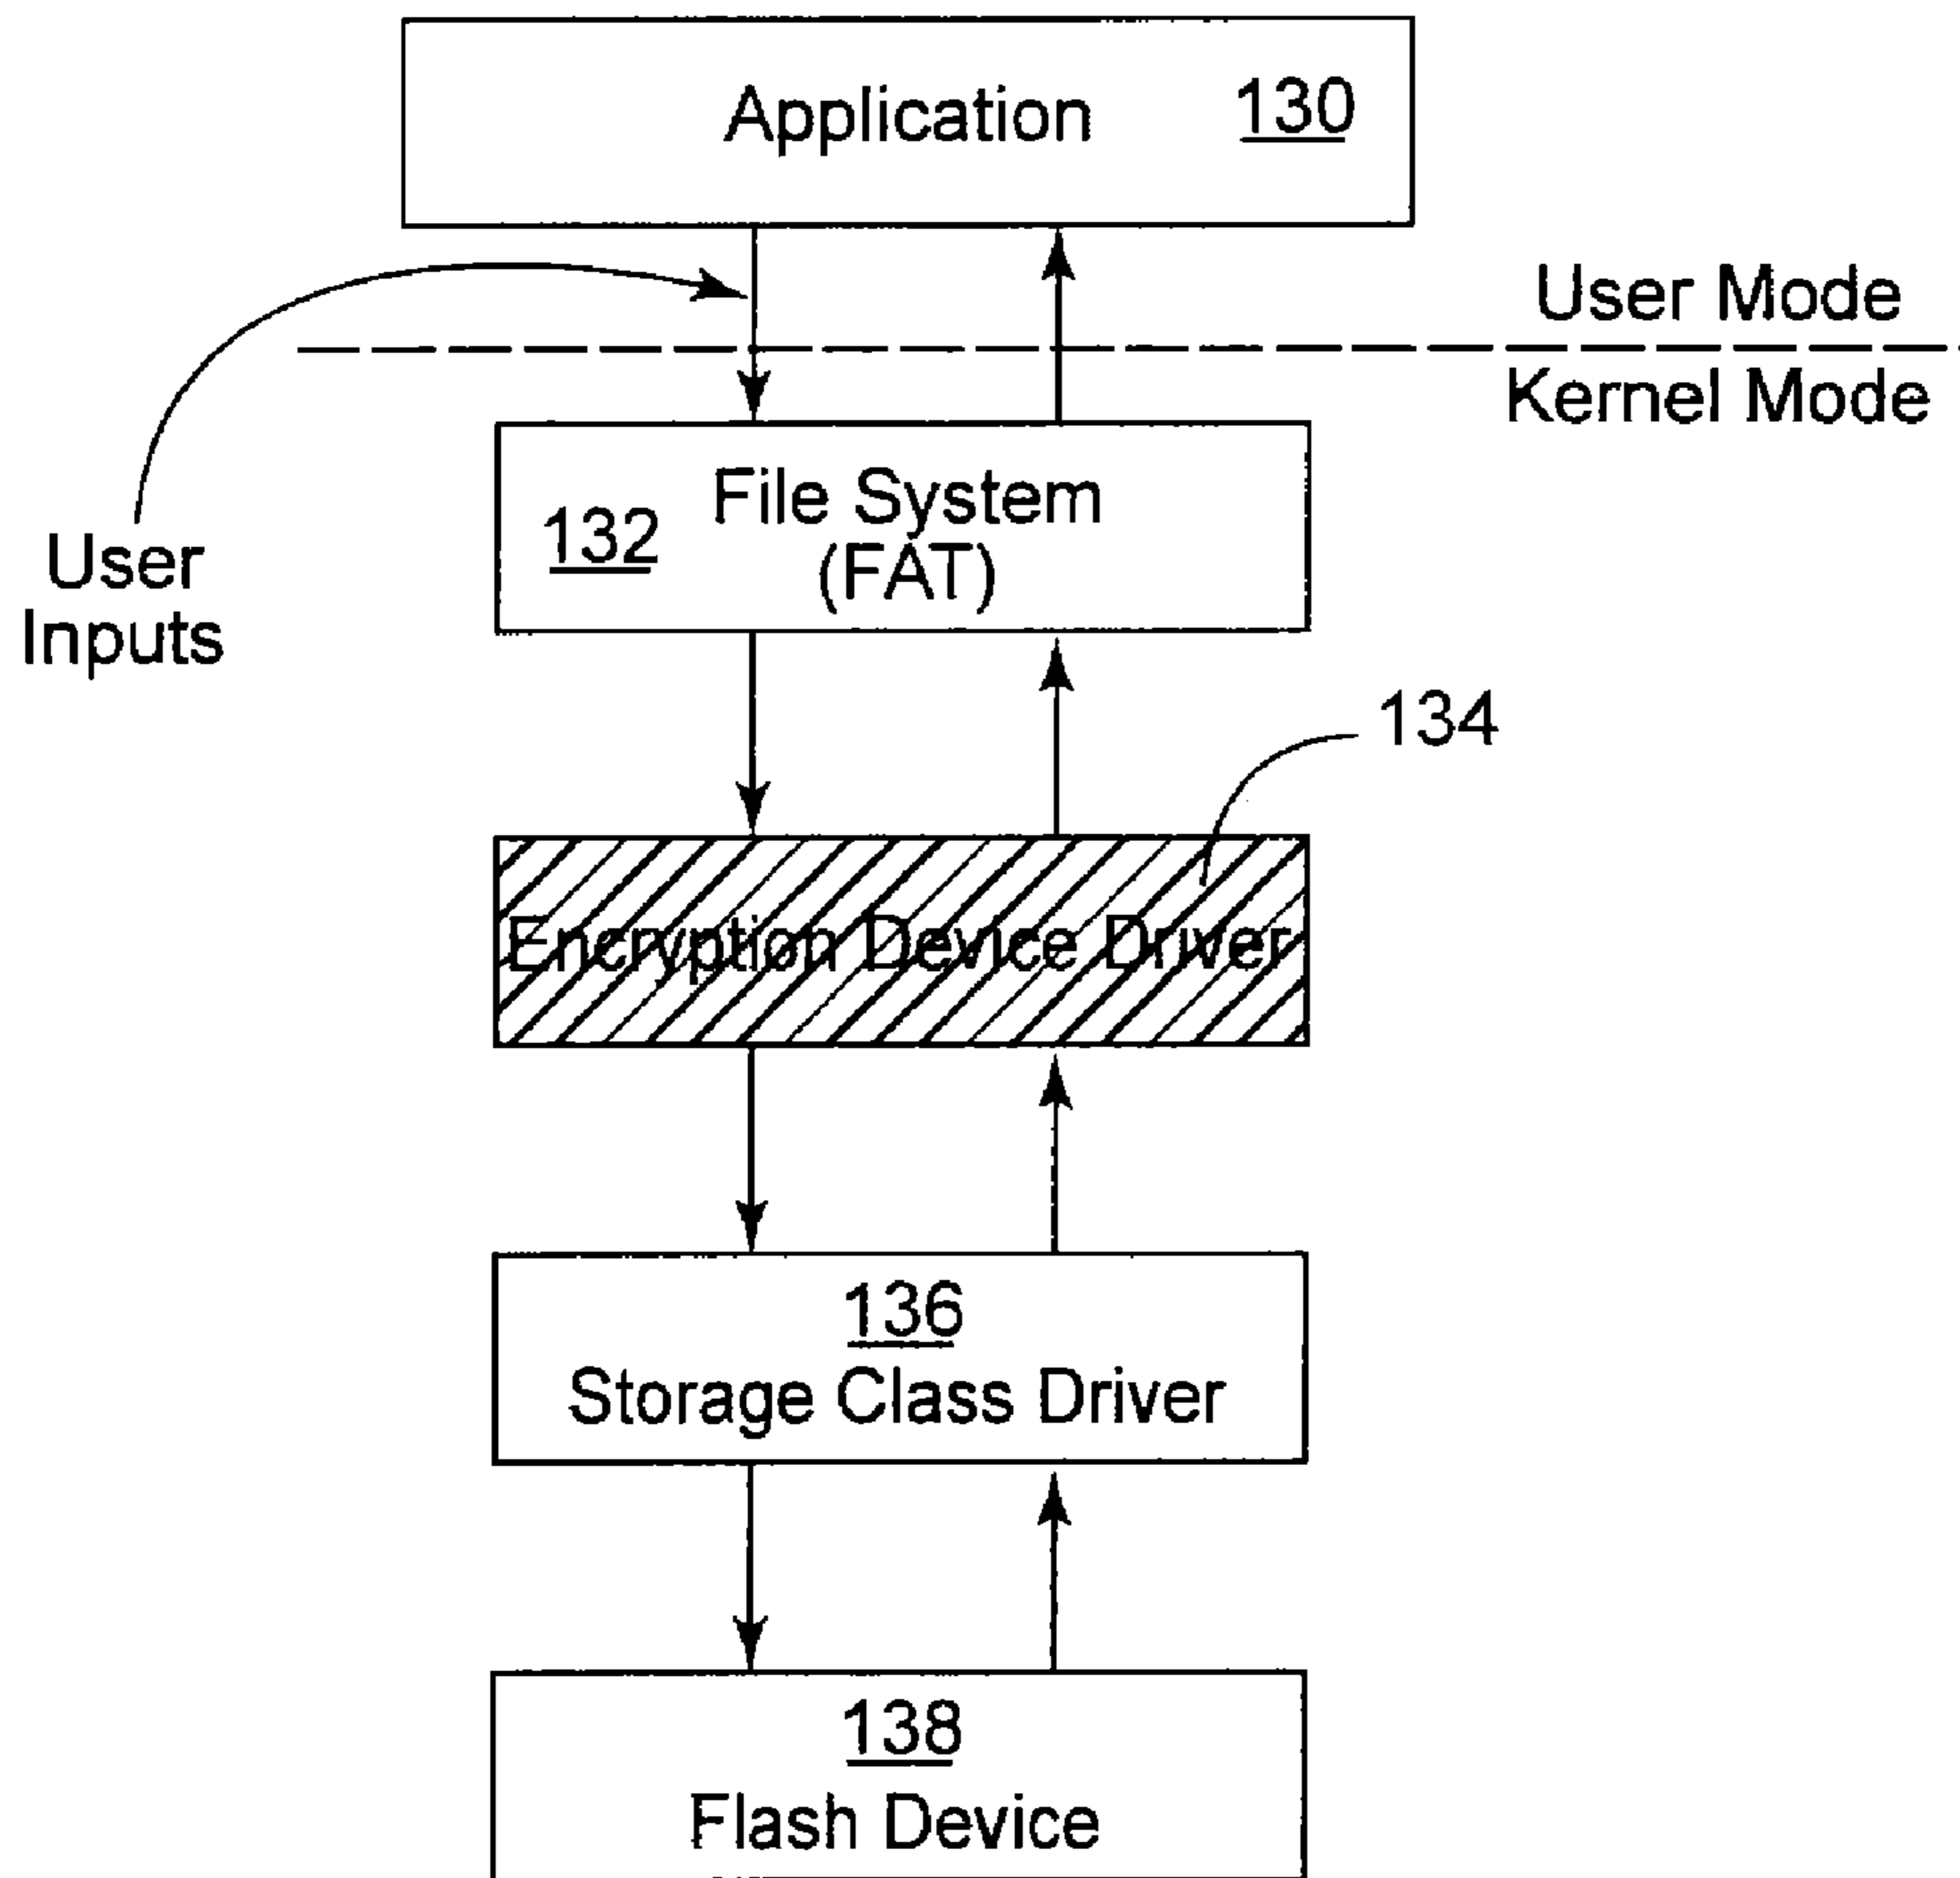 Application 130
User Mode
Kernel Mode
File System
132
(FAT)
User
Inputs
134
Encryption Device Driver
136
Storage Class Driver
138
Flash Device